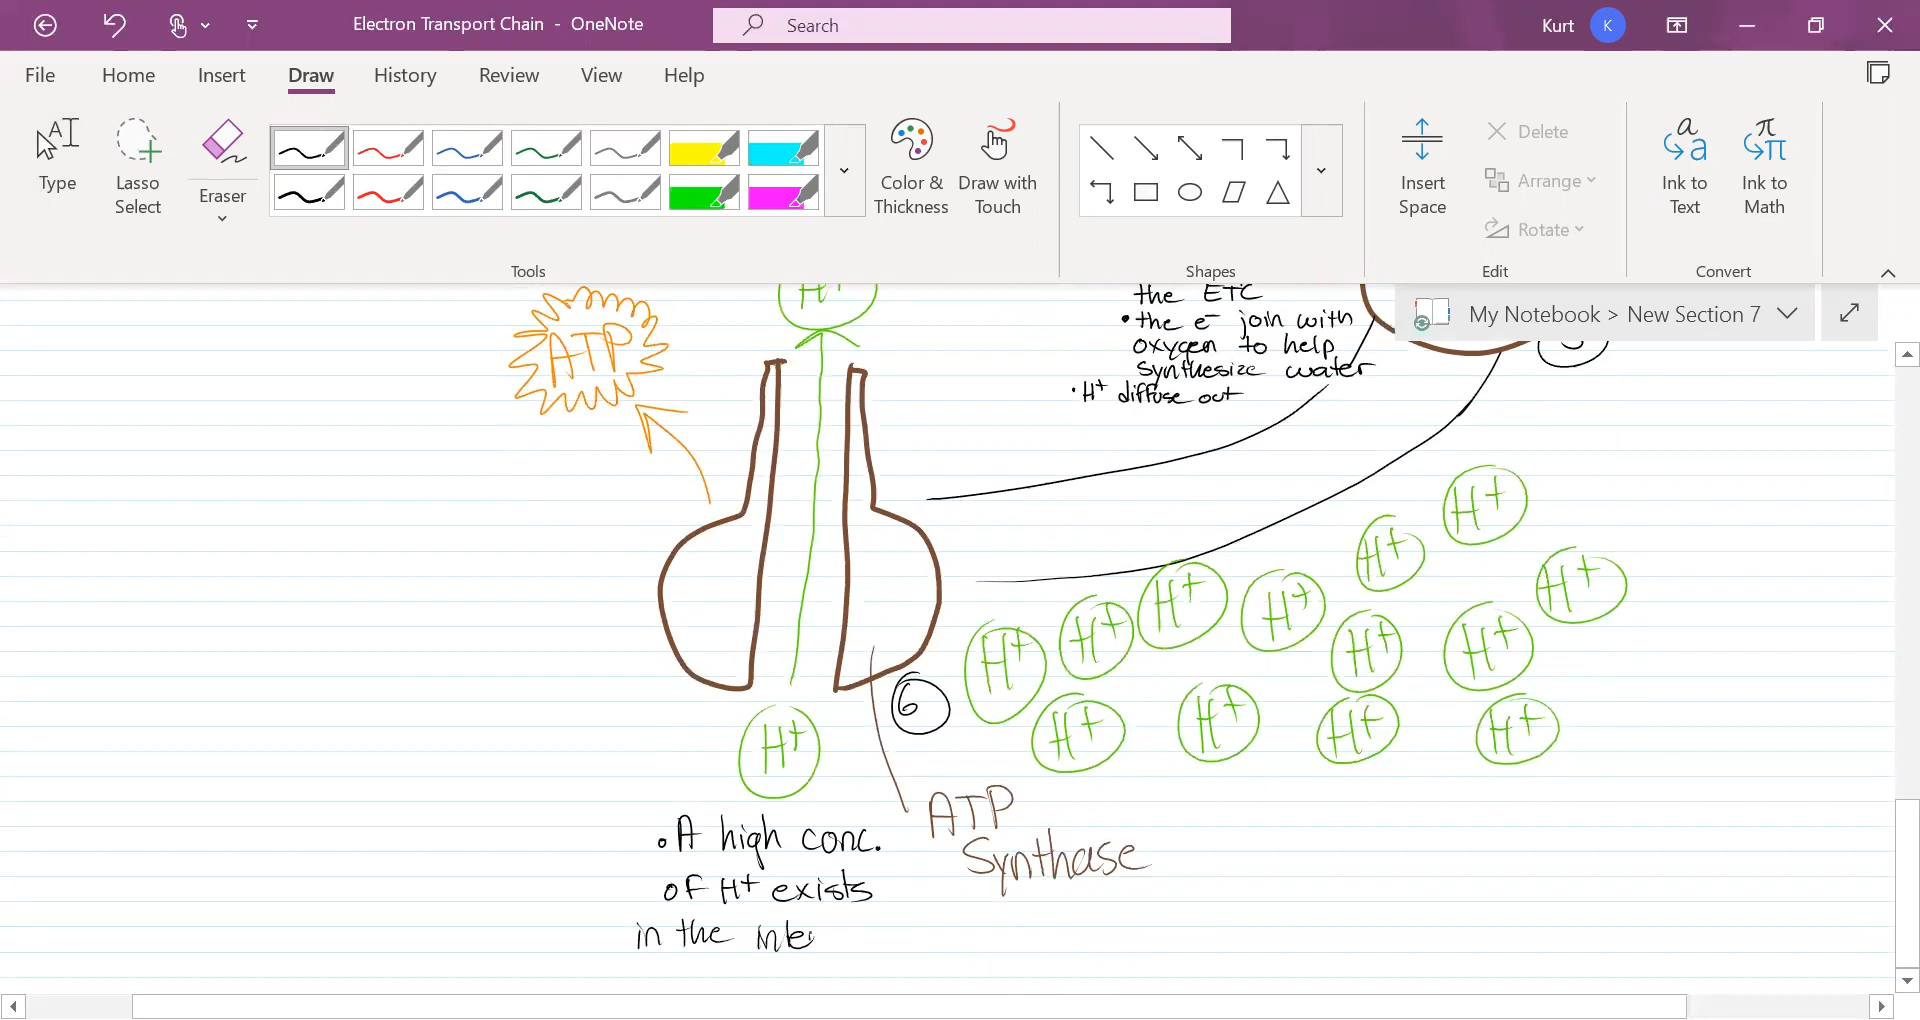 Electron Transport Chain - OneNote
Search
Kurt
K
File Home Insert Draw History Review View Help
Type
Lasso Select
Eraser
Color & Thickness
Draw with Touch
Insert Space
Delete
Arrange
Rotate
Ink to Text
Ink to Math
Tools
Shapes
Edit
Convert
My Notebook > New Section 7
H+
ATP
the ETC
• the e- join with
oxygen to help
synthesize water
• H+ diffuse out
H+
H+
H+
H+
H+
H+
H+
H+
H+
H+
H+
H+
H+
6
H+
ATP
Synthase
• A high conc.
of H+ exists
in the inte